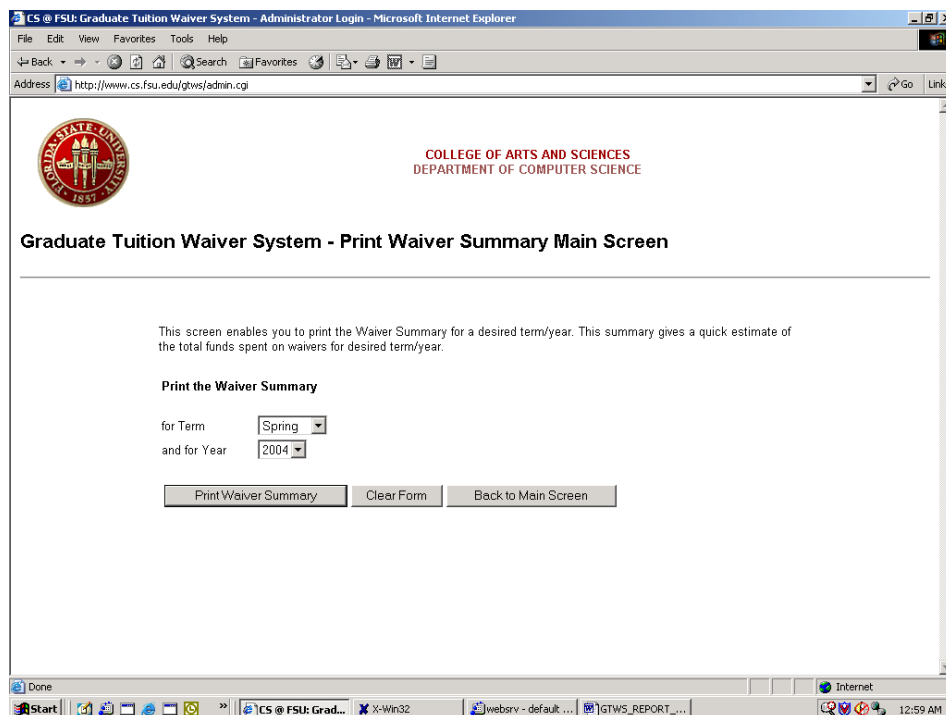 CS @ FSU: Graduate Tuition Waiver System - Administrator Login - Microsoft Internet Explorer
File Edit View Favorites Tools Help
Back Search Favorites
Address http://www.cs.fsu.edu/gtws/admin.cgi Go Link
FLORIDA STATE UNIVERSITY 1857
COLLEGE OF ARTS AND SCIENCES
DEPARTMENT OF COMPUTER SCIENCE
Graduate Tuition Waiver System - Print Waiver Summary Main Screen
This screen enables you to print the Waiver Summary for a desired term/year. This summary gives a quick estimate of
the total funds spent on waivers for desired term/year.
Print the Waiver Summary
for Term Spring
and for Year 2004
Print Waiver Summary Clear Form Back to Main Screen
Done Internet
Start » CS @ FSU: Grad... X-Win32 websrv - default ... GTWS_REPORT_... 12:59 AM